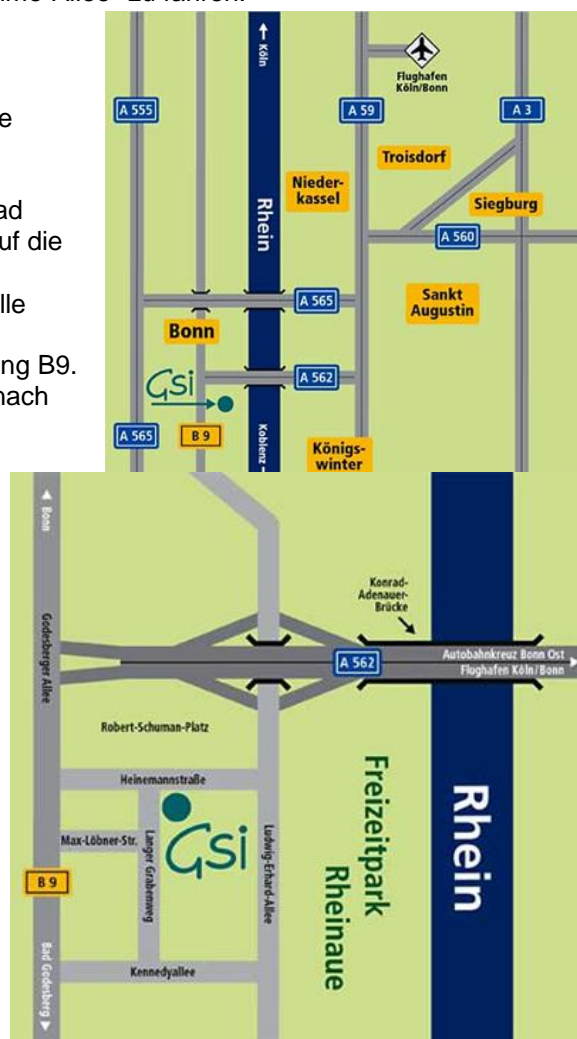 zu fahren.
e
ad
uf die
lle
ng B9.
nach
← Köln
Flughafen
Köln/Bonn
A 555
A 59
A 3
Troisdorf
Nieder-
kassel
Siegburg
Rhein
A 560
A 565
Sankt
Augustin
Bonn
A 562
Gsi
A 565
B 9
Koblenz →
Königs-
winter
◄ Bonn
Konrad-
Adenauer-
Brücke
Godesberger Allee
A 562
Autobahnkreuz Bonn Ost
Flughafen Köln/Bonn
Robert-Schuman-Platz
Heinemannstraße
Freizeitpark
Rheinaue
Rhein
Gsi
Max-Löbner-Str.
Langer Grabenweg
Ludwig-Erhard-Allee
B 9
Bad Godesberg ►
Kennedyallee